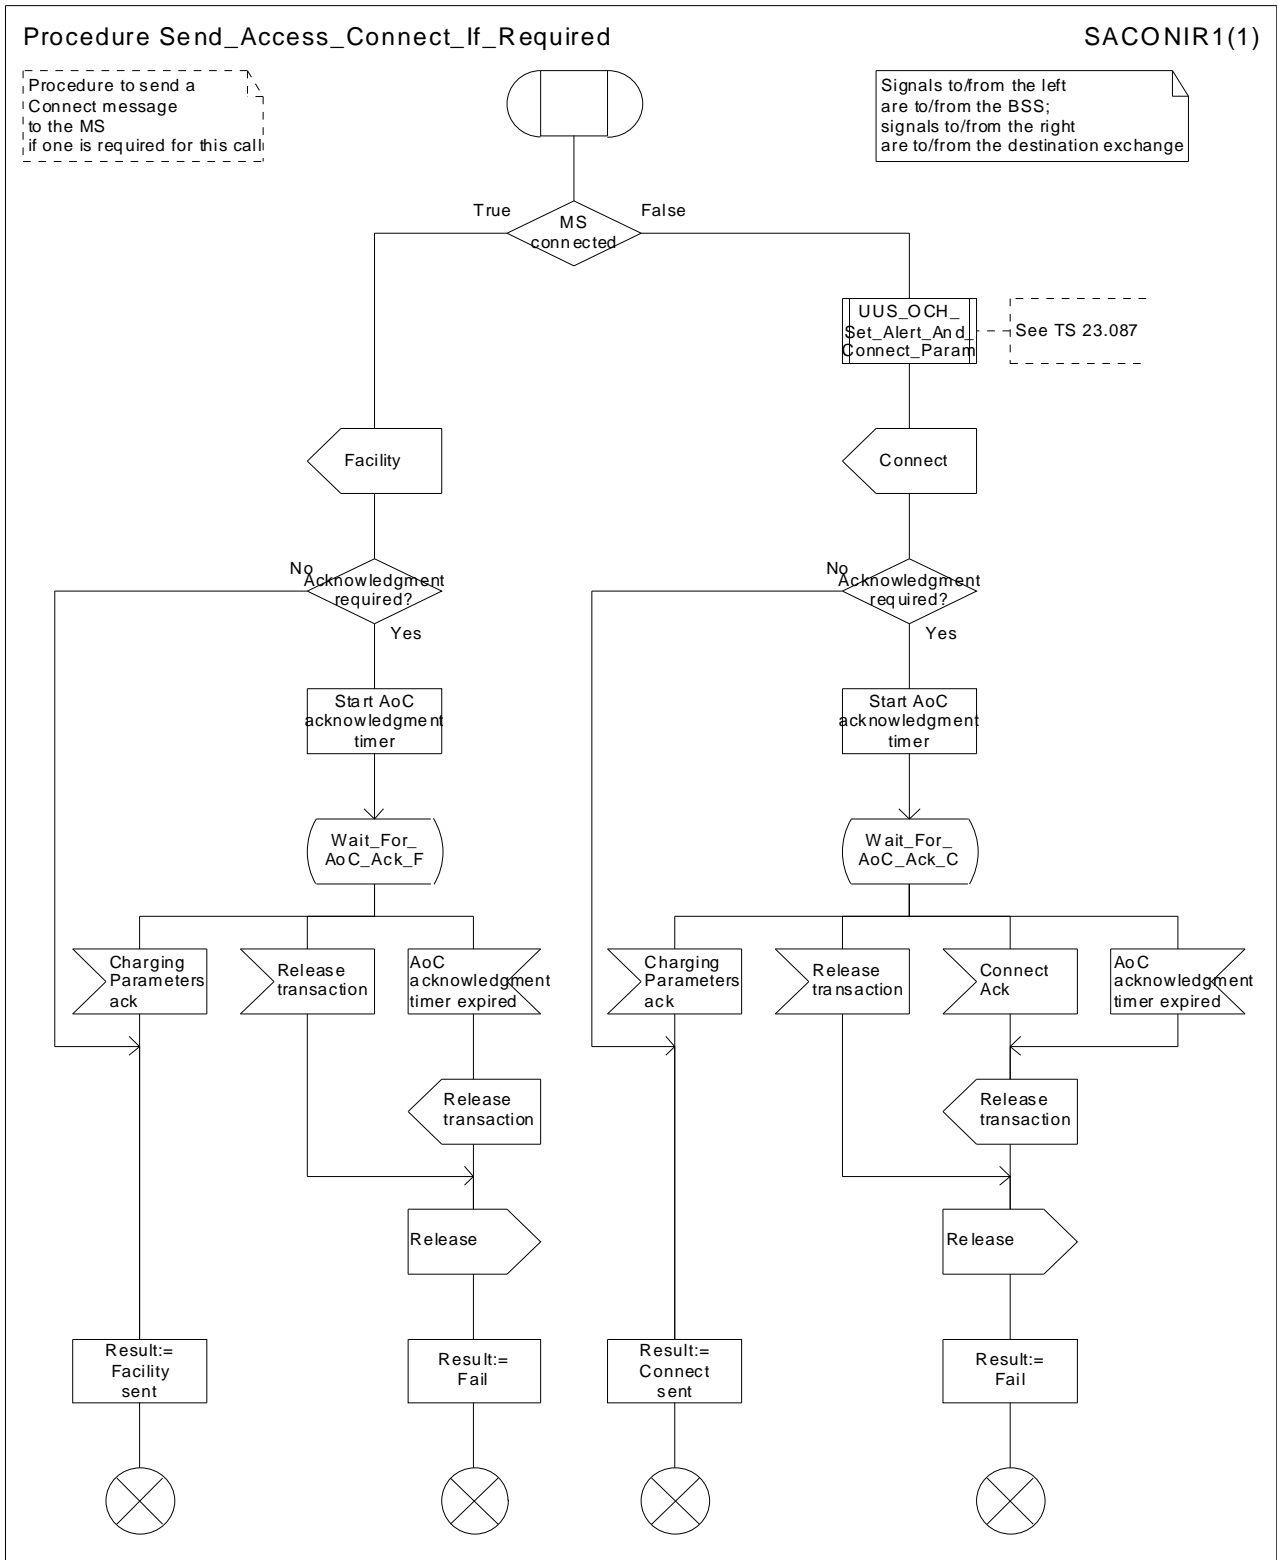 Procedure Send_Access_Connect_If_Required
SACONIR1(1)
Procedure to send a
Connect message
to the MS
if one is required for this call
Signals to/from the left
are to/from the BSS;
signals to/from the right
are to/from the destination exchange
True
MS
connected
False
UUS_OCH_
Set_Alert_And_
Connect_Param
See TS 23.087
Facility
Connect
No
Acknowledgment
required?
Yes
No
Acknowledgment
required?
Yes
Start AoC
acknowledgment
timer
Start AoC
acknowledgment
timer
Wait_For_
AoC_Ack_F
Wait_For_
AoC_Ack_C
Charging
Parameters
ack
Release
transaction
AoC
acknowledgment
timer expired
Charging
Parameters
ack
Release
transaction
Connect
Ack
AoC
acknowledgment
timer expired
Release
transaction
Release
transaction
Release
Release
Result:=
Facility
sent
Result:=
Fail
Result:=
Connect
sent
Result:=
Fail